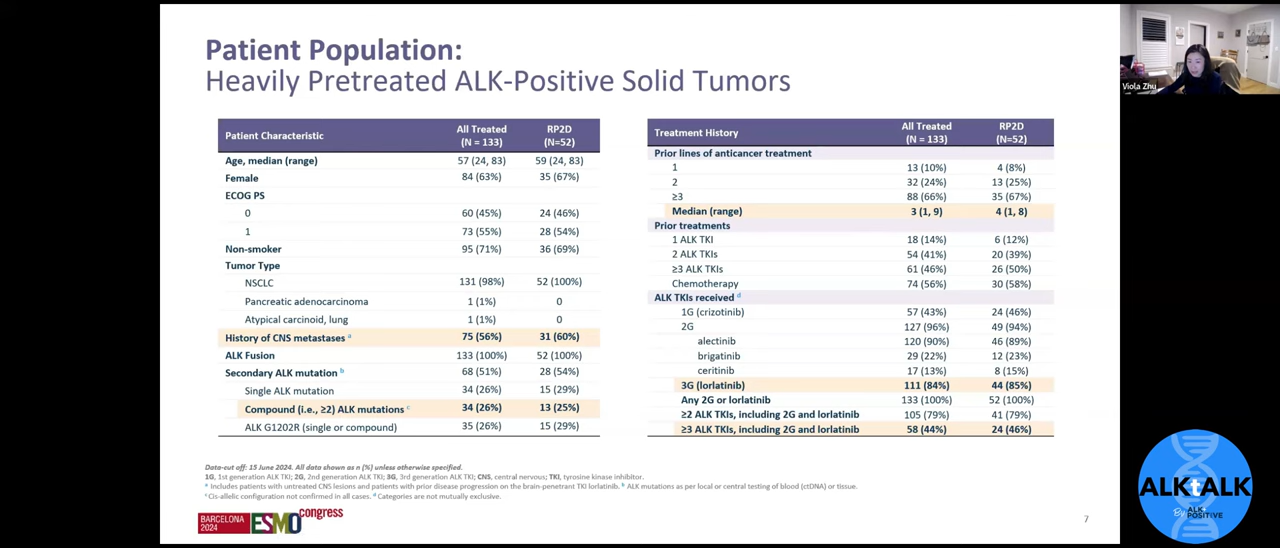 Patient Population:
Heavily Pretreated ALK-Positive Solid Tumors
Patient Characteristic All Treated (N = 133) RP2D (N=52)
Age, median (range) 57 (24, 83) 59 (24, 83)
Female 84 (63%) 35 (67%)
ECOG PS
0 60 (45%) 24 (46%)
1 73 (55%) 28 (54%)
Non-smoker 95 (71%) 36 (69%)
Tumor Type
NSCLC 131 (98%) 52 (100%)
Pancreatic adenocarcinoma 1 (1%) 0
Atypical carcinoid, lung 1 (1%) 0
History of CNS metastases a 75 (56%) 31 (60%)
ALK Fusion 133 (100%) 52 (100%)
Secondary ALK mutation b 68 (51%) 28 (54%)
Single ALK mutation 34 (26%) 15 (29%)
Compound (i.e., ≥2) ALK mutations c 34 (26%) 13 (25%)
ALK G1202R (single or compound) 35 (26%) 15 (29%)
Treatment History All Treated (N = 133) RP2D (N=52)
Prior lines of anticancer treatment
1 13 (10%) 4 (8%)
2 32 (24%) 13 (25%)
≥3 88 (66%) 35 (67%)
Median (range) 3 (1, 9) 4 (1, 8)
Prior treatments
1 ALK TKI 18 (14%) 6 (12%)
2 ALK TKIs 54 (41%) 20 (39%)
≥3 ALK TKIs 61 (46%) 26 (50%)
Chemotherapy 74 (56%) 30 (58%)
ALK TKIs received d
1G (crizotinib) 57 (43%) 24 (46%)
2G 127 (96%) 49 (94%)
alectinib 120 (90%) 46 (89%)
brigatinib 29 (22%) 12 (23%)
ceritinib 17 (13%) 8 (15%)
3G (lorlatinib) 111 (84%) 44 (85%)
Any 2G or lorlatinib 133 (100%) 52 (100%)
≥2 ALK TKIs, including 2G and lorlatinib 105 (79%) 41 (79%)
≥3 ALK TKIs, including 2G and lorlatinib 58 (44%) 24 (46%)
Data-cut off: 15 June 2024. All data shown as n (%) unless otherwise specified.
1G, 1st generation ALK TKI; 2G, 2nd generation ALK TKI; 3G, 3rd generation ALK TKI; CNS, central nervous; TKI, tyrosine kinase inhibitor.
a Includes patients with untreated CNS lesions and patients with prior disease progression on the brain-penetrant TKI lorlatinib. b ALK mutations as per local or central testing of blood (ctDNA) or tissue.
c Cis-allelic configuration not confirmed in all cases. d Categories are not mutually exclusive.
BARCELONA 2024 ESMO congress
7
Viola Zhu
ALKtALK
By ALK POSITIVE